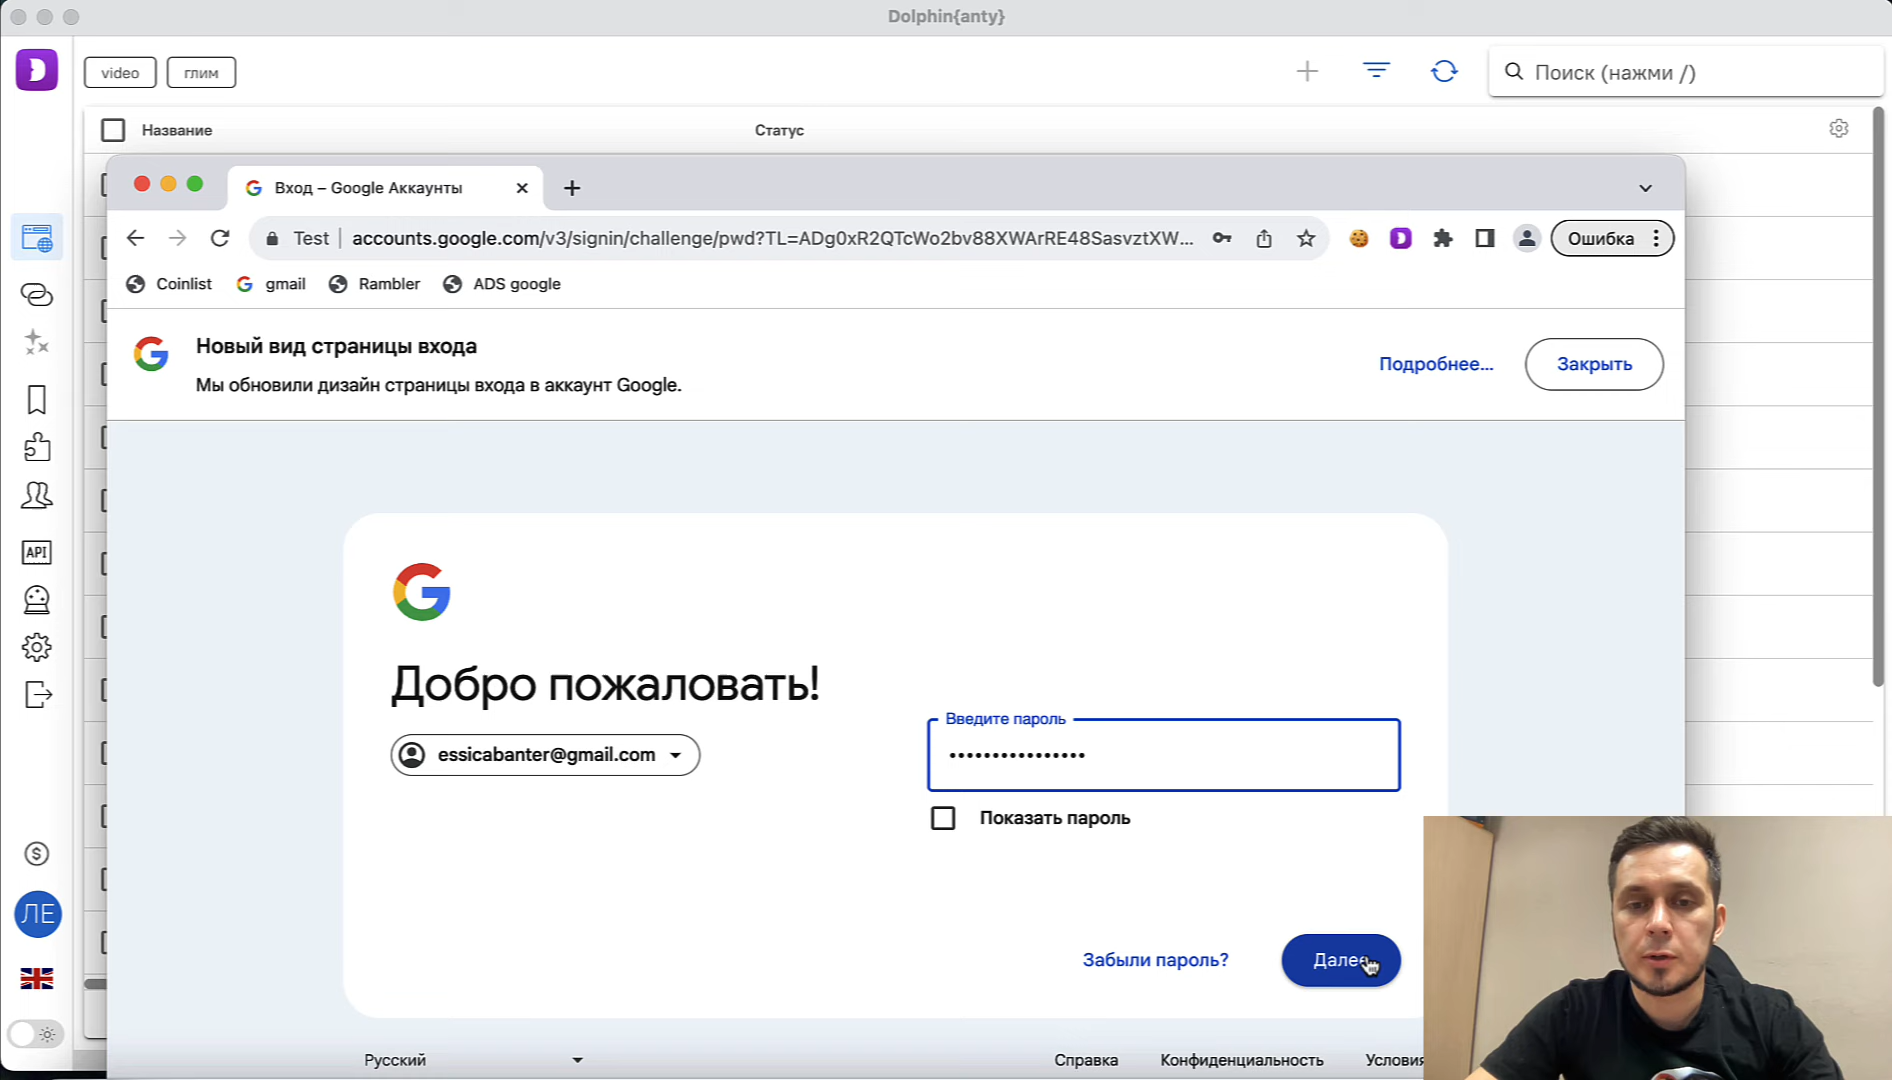 Dolphin{anty}
video
глим
Поиск (нажми /)
Название
Статус
Вход – Google Аккаунты
Test
accounts.google.com/v3/signin/challenge/pwd?TL=ADg0xR2QTcWo2bv88XWArRE48SasvztXW...
Ошибка
Coinlist
gmail
Rambler
ADS google
Новый вид страницы входа
Мы обновили дизайн страницы входа в аккаунт Google.
Подробнее...
Закрыть
API
Добро пожаловать!
essicabanter@gmail.com
Введите пароль
••••••••••••••••
Показать пароль
Забыли пароль?
Далее
ЛЕ
Русский
Справка
Конфиденциальность
Условия